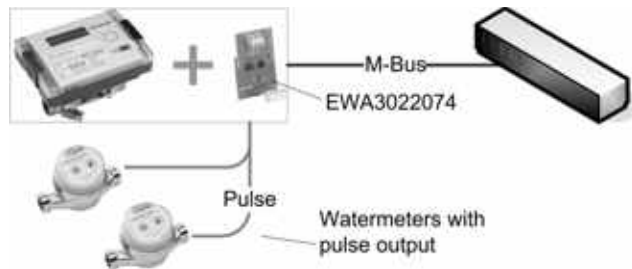 M-Bus
EWA3022074
Pulse
Watermeters with
pulse output